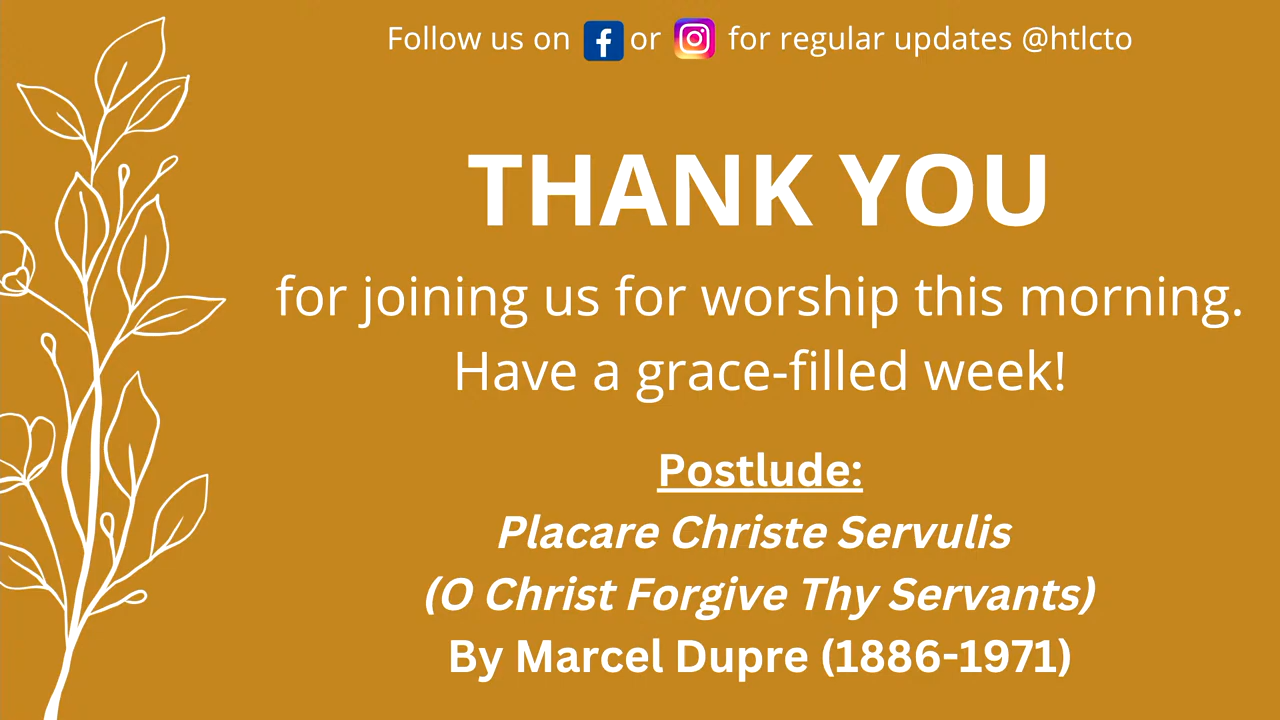 Follow us on f or for regular updates @htlcto
THANK YOU
for joining us for worship this morning.
Have a grace-filled week!
Postlude:
Placare Christe Servulis
(O Christ Forgive Thy Servants)
By Marcel Dupre (1886-1971)